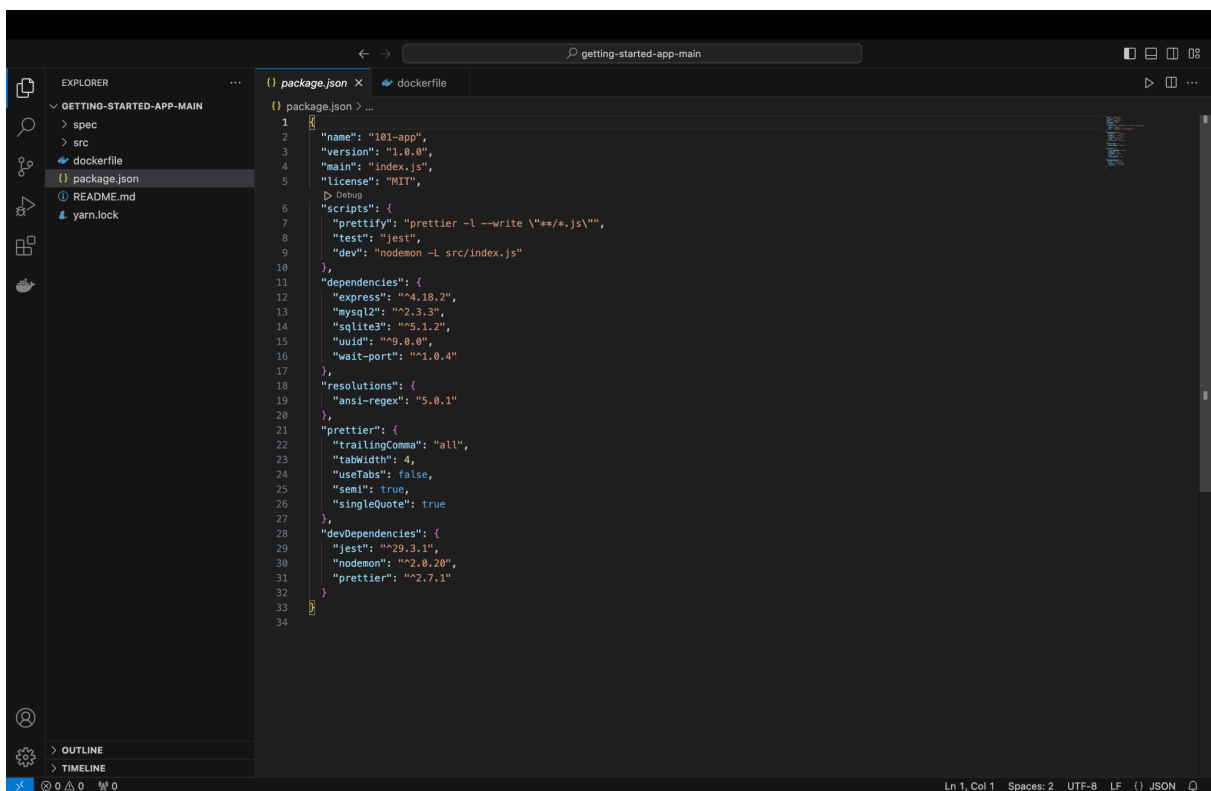 getting-started-app-main
EXPLORER
GETTING-STARTED-APP-MAIN
spec
src
dockerfile
{} package.json
README.md
yarn.lock
OUTLINE
TIMELINE
{} package.json
dockerfile
{} package.json > ...
1 {
2 "name": "101-app",
3 "version": "1.0.0",
4 "main": "index.js",
5 "license": "MIT",
Debug
6 "scripts": {
7 "prettify": "prettier -l --write \"**/*.js\"",
8 "test": "jest",
9 "dev": "nodemon -L src/index.js"
10 },
11 "dependencies": {
12 "express": "^4.18.2",
13 "mysql2": "^2.3.3",
14 "sqlite3": "^5.1.2",
15 "uuid": "^9.0.0",
16 "wait-port": "^1.0.4"
17 },
18 "resolutions": {
19 "ansi-regex": "5.0.1"
20 },
21 "prettier": {
22 "trailingComma": "all",
23 "tabWidth": 4,
24 "useTabs": false,
25 "semi": true,
26 "singleQuote": true
27 },
28 "devDependencies": {
29 "jest": "^29.3.1",
30 "nodemon": "^2.0.20",
31 "prettier": "^2.7.1"
32 }
33 }
34
0 0 0
Ln 1, Col 1 Spaces: 2 UTF-8 LF {} JSON